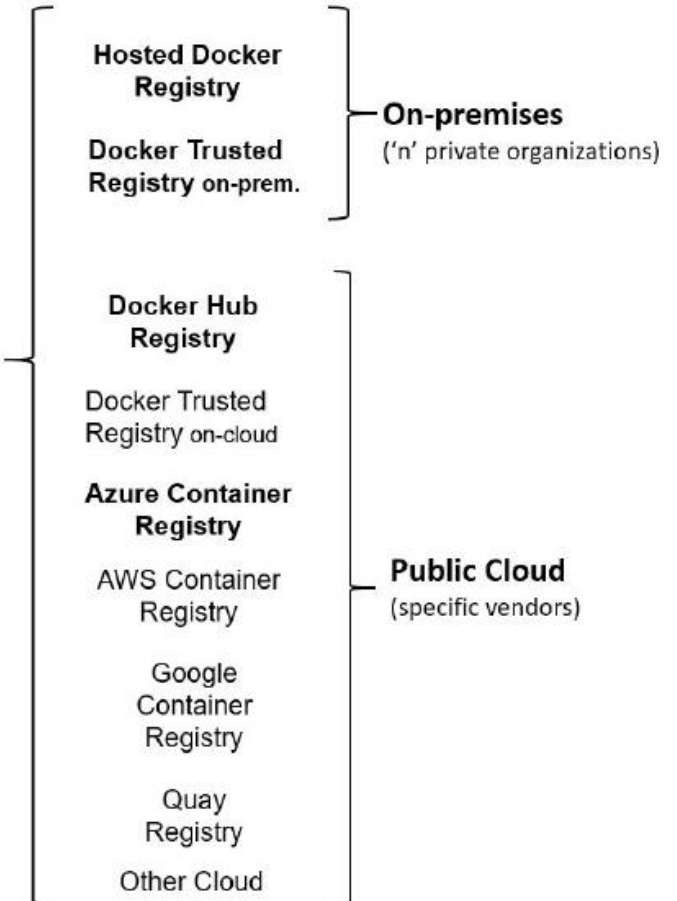 Hosted Docker
Registry
Docker Trusted
Registry on-prem.
On-premises
(‘n’ private organizations)
Docker Hub
Registry
Docker Trusted
Registry on-cloud
Azure Container
Registry
AWS Container
Registry
Google
Container
Registry
Quay
Registry
Other Cloud
Public Cloud
(specific vendors)